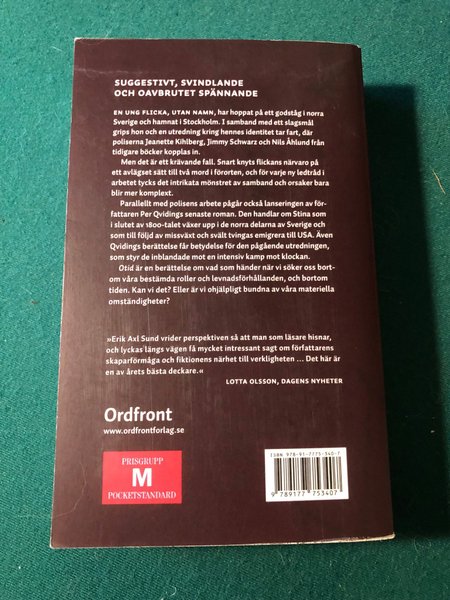 SUGGESTIVT, SVINDLANDE
OCH OAVBRUTET SPÄNNANDE
EN UNG FLICKA, UTAN NAMN, har hoppat på ett godståg i norra
Sverige och hamnat i Stockholm. I samband med ett slagsmål
grips hon och en utredning kring hennes identitet tar fart, där
poliserna Jeanette Kihlberg, Jimmy Schwarz och Nils Åhlund från
tidigare böcker kopplas in.
Men det är ett krävande fall. Snart knyts flickans närvaro på
ett avlägset sätt till två mord i förorten, och för varje ny ledtråd i
arbetet tycks det intrikata mönstret av samband och orsaker bara
bli mer komplext.
Parallellt med polisens arbete pågår också lanseringen av för-
fattaren Per Qvidings senaste roman. Den handlar om Stina som
i slutet av 1800-talet växer upp i de norra delarna av Sverige och
som till följd av missväxt och svält tvingas emigrera till USA. Även
Qvidings berättelse får betydelse för den pågående utredningen,
som styr de inblandade mot en intensiv kamp mot klockan.
Otid är en berättelse om vad som händer när vi söker oss bort-
om våra bestämda roller och levnadsförhållanden, och bortom
tiden. Kan vi det? Eller är vi ohjälpligt bundna av våra materiella
omständigheter?
»Erik Axl Sund vrider perspektiven så att man som läsare hisnar,
och lyckas längs vägen få mycket intressant sagt om författarens
skaparförmåga och fiktionens närhet till verkligheten ... Det här är
en av årets bästa deckare.«
LOTTA OLSSON, DAGENS NYHETER
Ordfront
www.ordfrontforlag.se
PRISGRUPP
M
POCKETSTANDARD
ISBN 978-91-7775-340-7
9 789177 753407